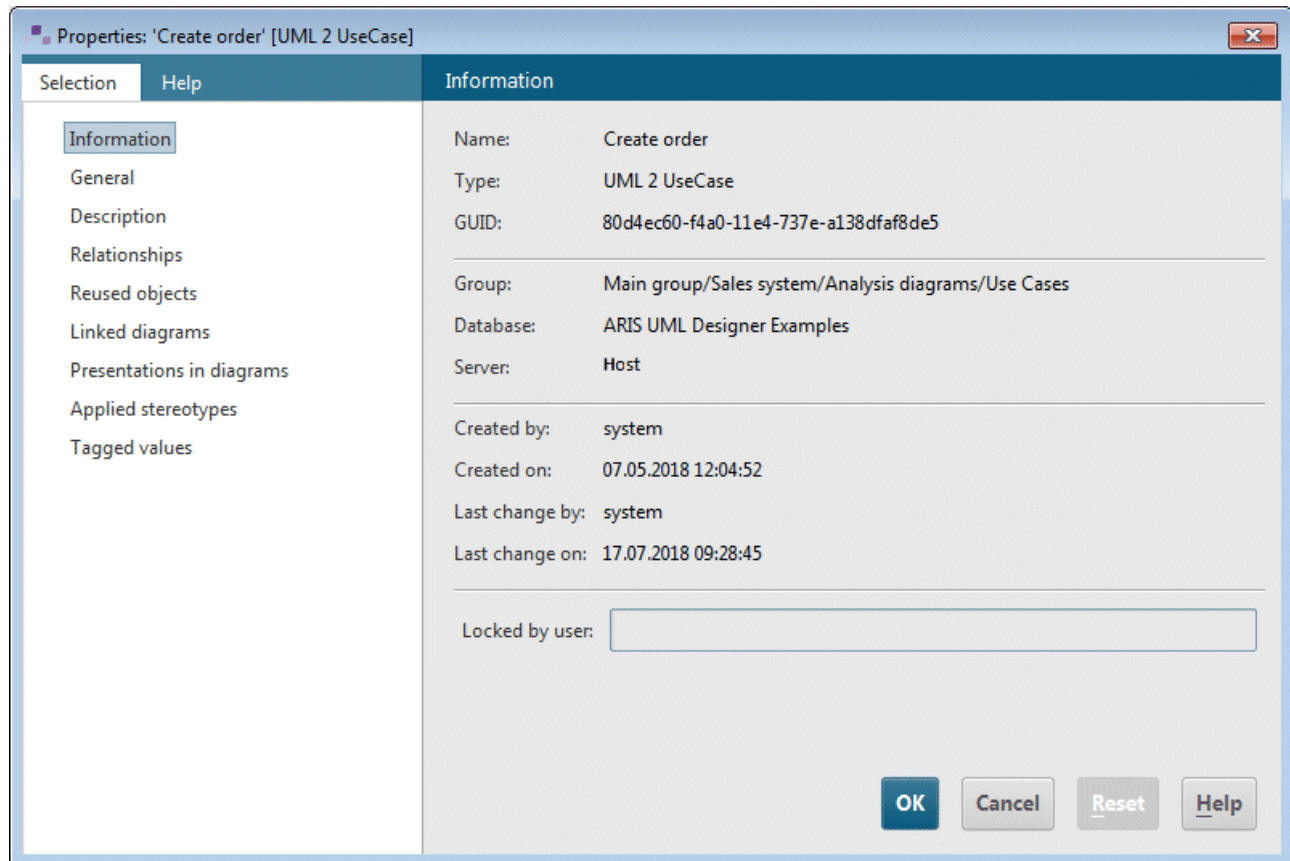 Properties: 'Create order' [UML 2 UseCase]
Selection Help
Information
General
Description
Relationships
Reused objects
Linked diagrams
Presentations in diagrams
Applied stereotypes
Tagged values
Information
Name: Create order
Type: UML 2 UseCase
GUID: 80d4ec60-f4a0-11e4-737e-a138dfaf8de5
Group: Main group/Sales system/Analysis diagrams/Use Cases
Database: ARIS UML Designer Examples
Server: Host
Created by: system
Created on: 07.05.2018 12:04:52
Last change by: system
Last change on: 17.07.2018 09:28:45
Locked by user:
OK Cancel Reset Help